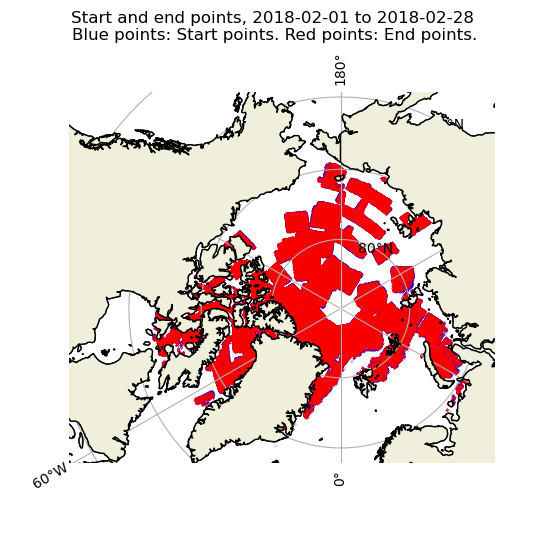 Start and end points, 2018-02-01 to 2018-02-28
Blue points: Start points. Red points: End points.
180°
80°N
60°W
0°